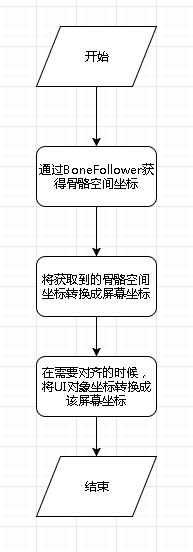 开始
通过BoneFollower获
得骨骼空间坐标
将获取到的骨骼空间
坐标转换成屏幕坐标
在需要对齐的时候，
将UI对象坐标转换成
该屏幕坐标
结束